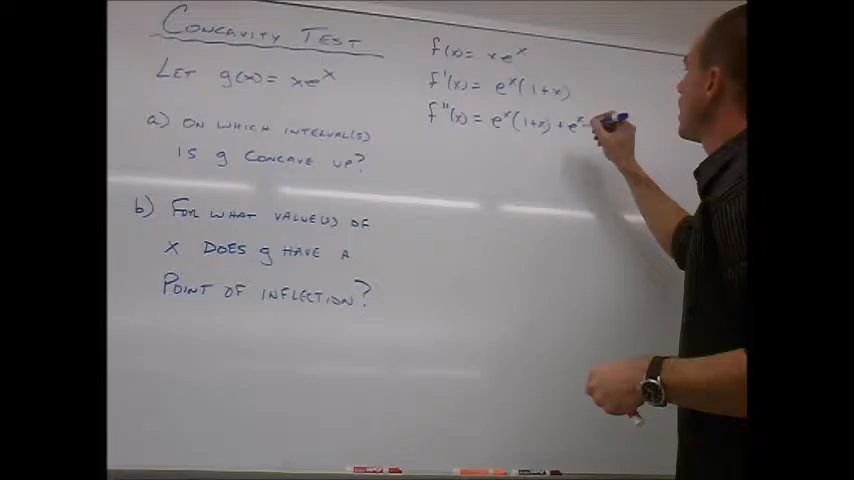 CONCAVITY TEST
LET g(x) = xe^x
a) ON WHICH INTERVAL(S)
IS g CONCAVE UP?
b) FOR WHAT VALUE(S) OF
X DOES g HAVE A
POINT OF INFLECTION?
f(x) = xe^x
f'(x) = e^x(1+x)
f''(x) = e^x(1+x) + e^x